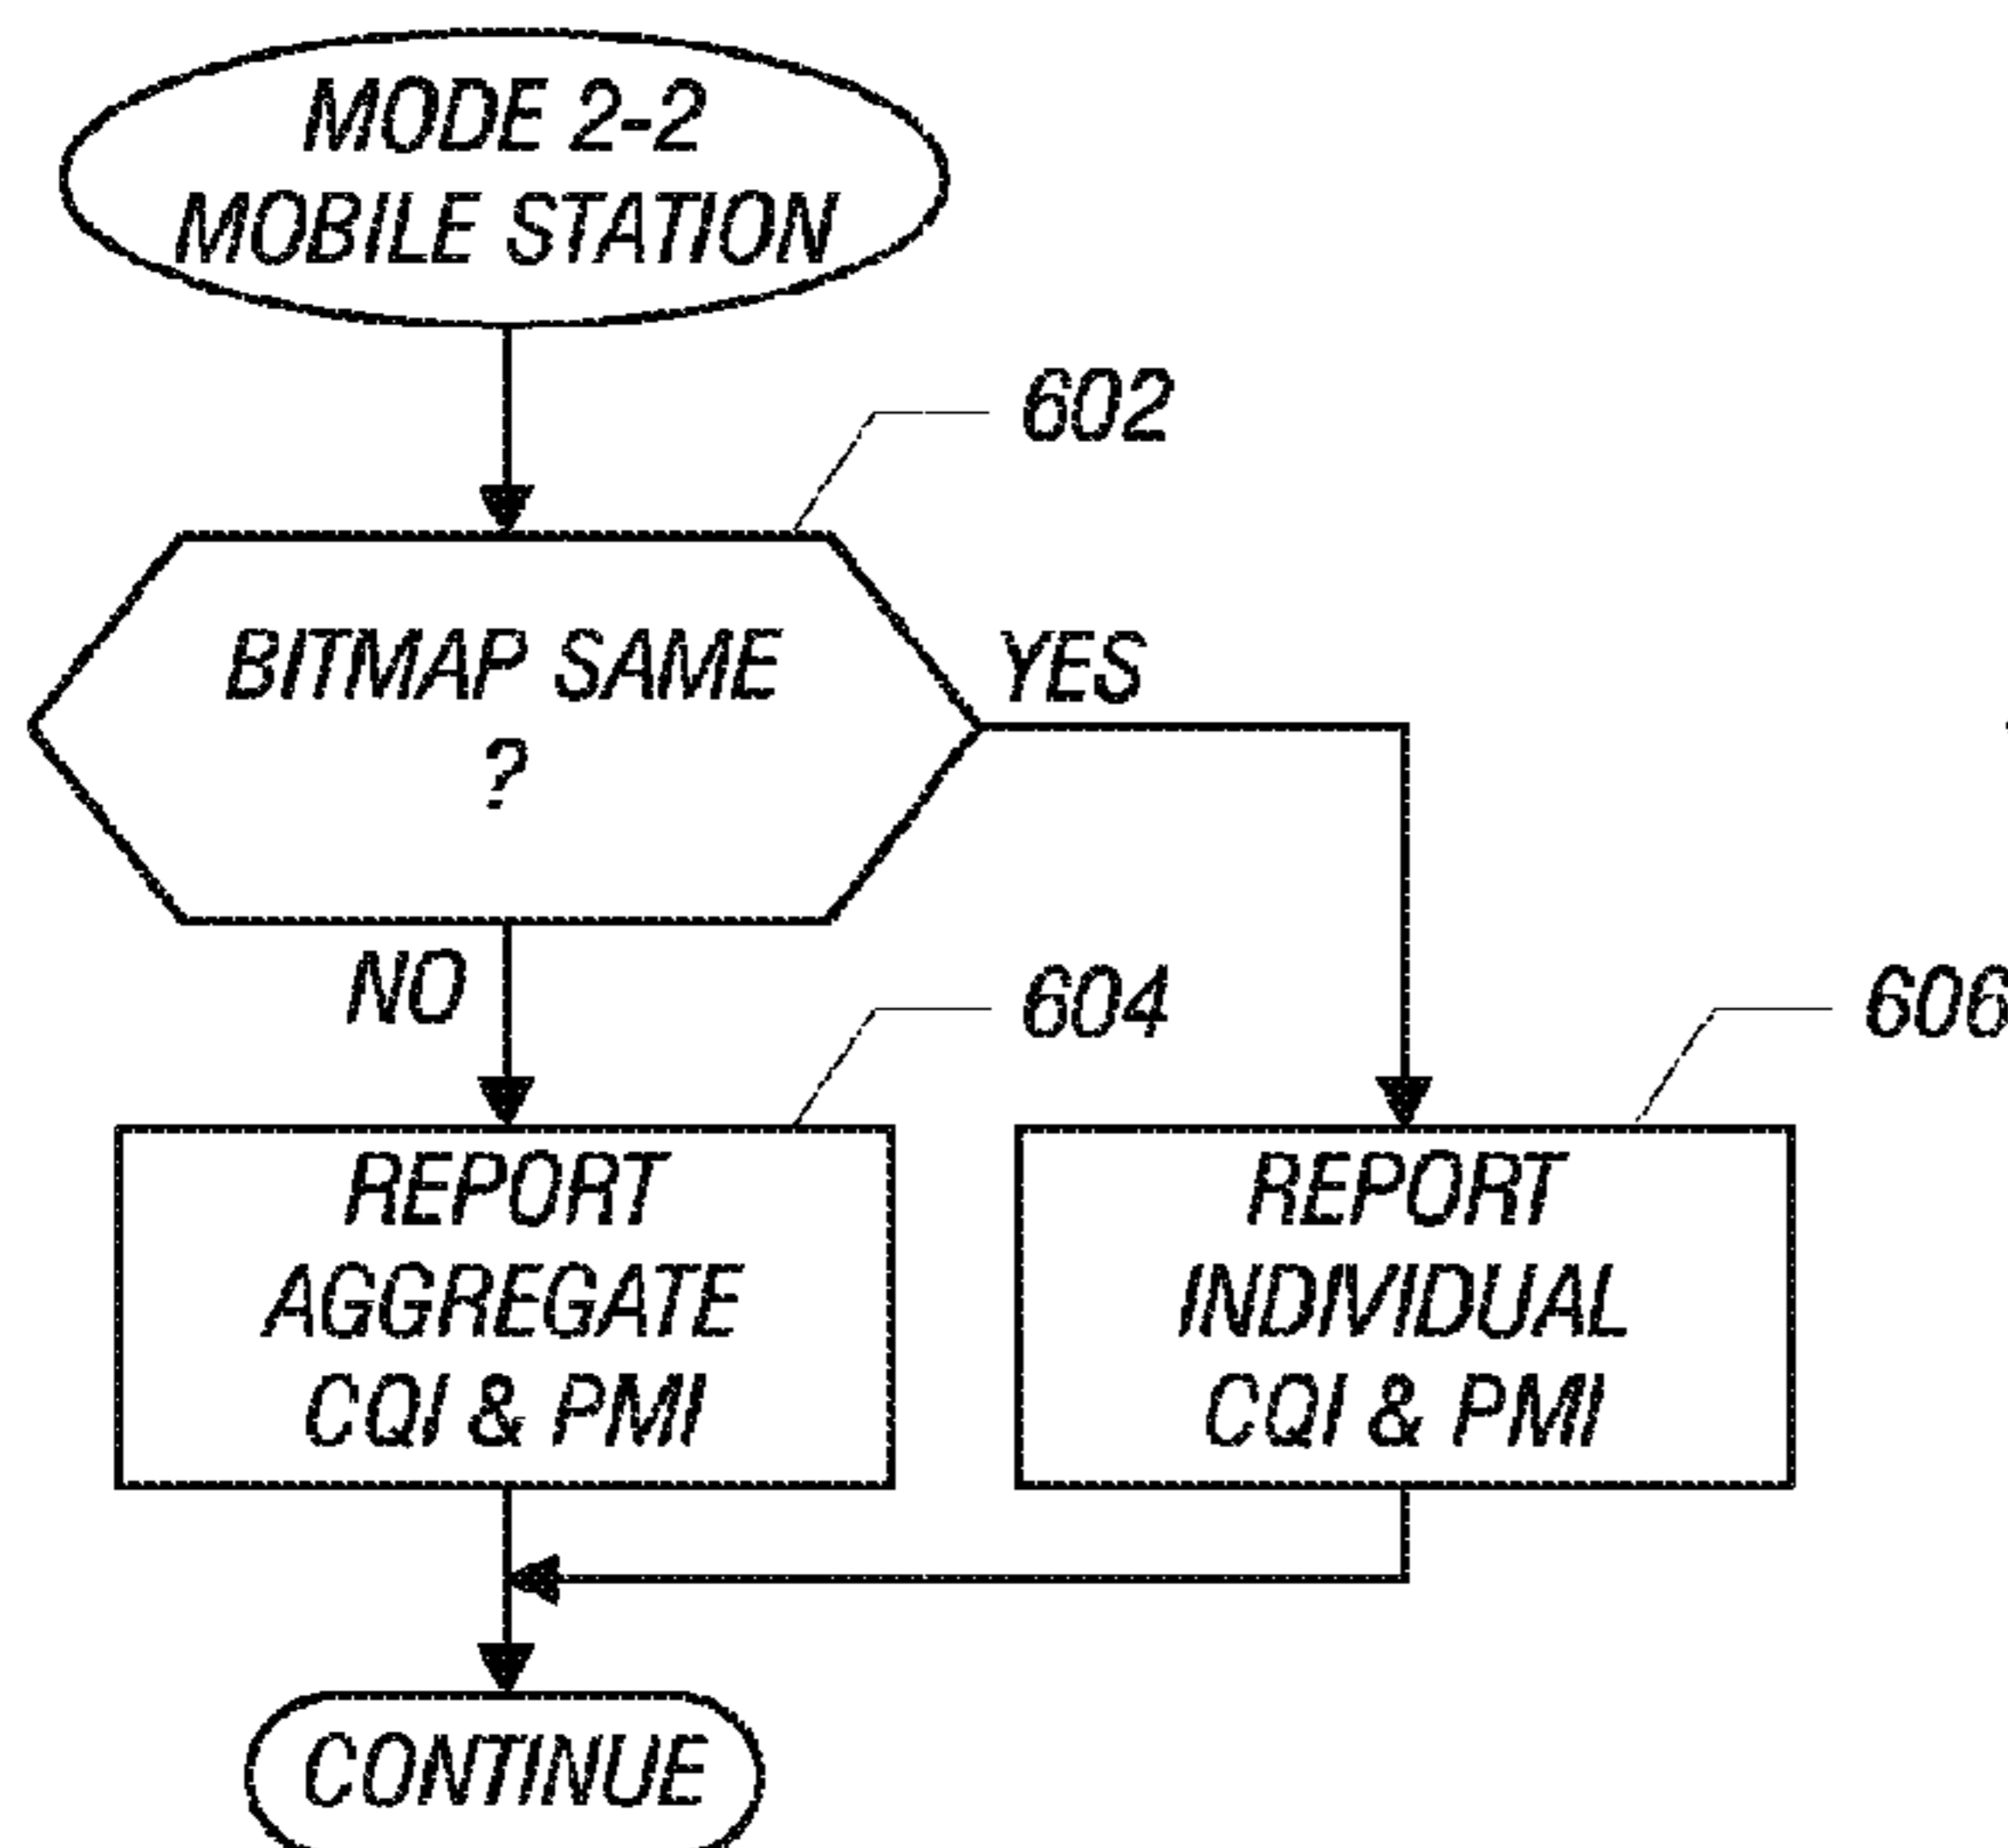 MODE 2-2
MOBILE STATION
602
BITMAP SAME
?
YES
NO
604
606
REPORT
AGGREGATE
CQI & PMI
REPORT
INDIVIDUAL
CQI & PMI
CONTINUE